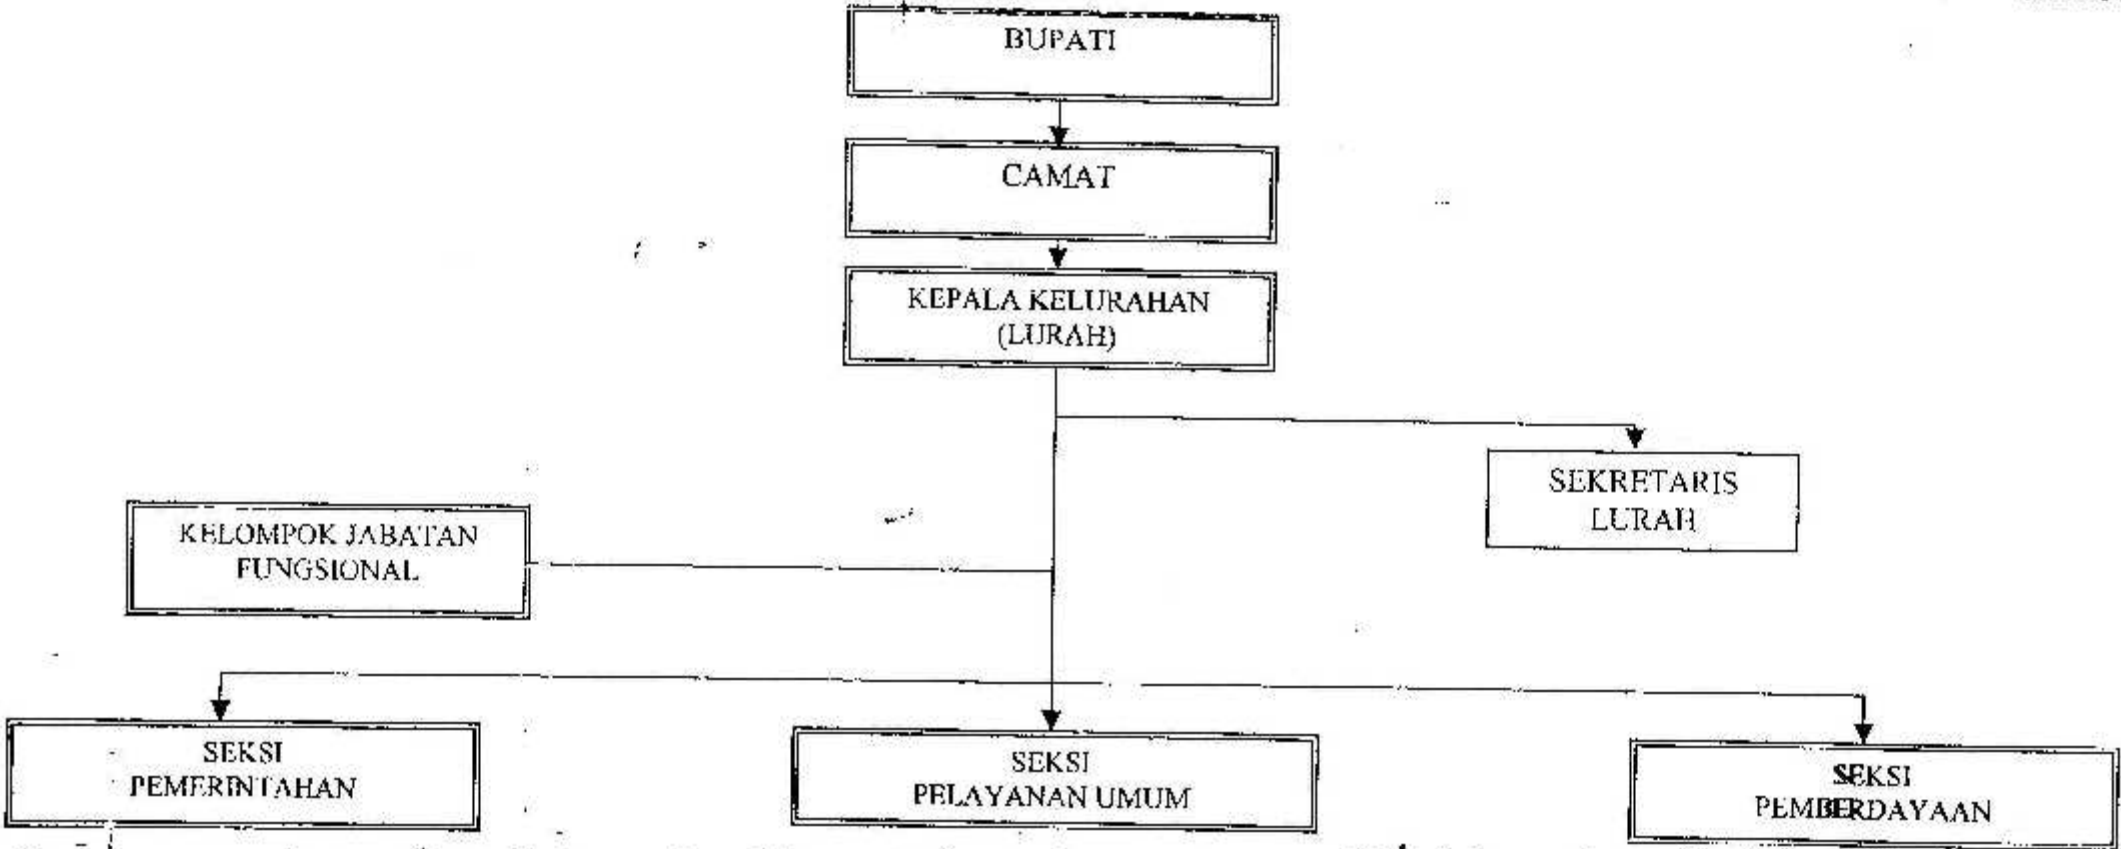 BUPATI
CAMAT
KEPALA KELURAHAN
(LURAH)
SEKRETARIS
LURAH
KELOMPOK JABATAN
FUNGSIONAL
SEKSI
PEMERINTAHAN
SEKSI
PELAYANAN UMUM
SEKSI
PEMBERDAYAAN